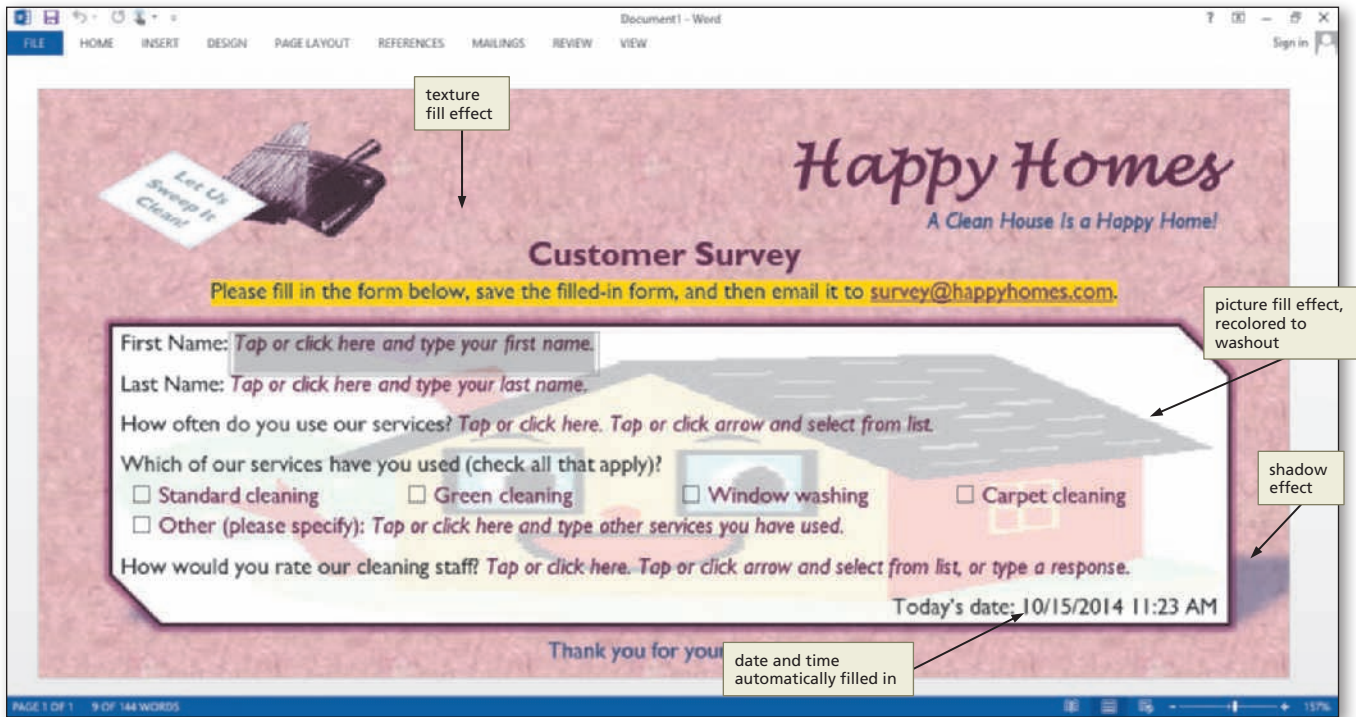 Document1 - Word
? 
FILE HOME INSERT DESIGN PAGE LAYOUT REFERENCES MAILINGS REVIEW VIEW
Sign in
texture
fill effect
Let Us
Sweep It
Clean!
Happy Homes
A Clean House Is a Happy Home!
Customer Survey
Please fill in the form below, save the filled-in form, and then email it to survey@happyhomes.com.
picture fill effect,
recolored to
washout
First Name: Tap or click here and type your first name.
Last Name: Tap or click here and type your last name.
How often do you use our services? Tap or click here. Tap or click arrow and select from list.
Which of our services have you used (check all that apply)?
☐ Standard cleaning ☐ Green cleaning ☐ Window washing ☐ Carpet cleaning
☐ Other (please specify): Tap or click here and type other services you have used.
shadow
effect
How would you rate our cleaning staff? Tap or click here. Tap or click arrow and select from list, or type a response.
Today's date: 10/15/2014 11:23 AM
Thank you for your
date and time
automatically filled in
PAGE 1 OF 1 9 OF 144 WORDS
157%